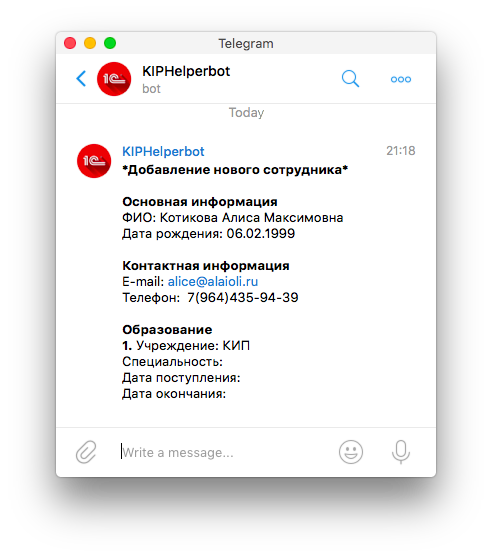 Telegram
KIPHelperbot
bot
Today
KIPHelperbot
21:18
*Добавление нового сотрудника*
Основная информация
ФИО: Котикова Алиса Максимовна
Дата рождения: 06.02.1999
Контактная информация
E-mail: alice@alaioli.ru
Телефон: 7(964)435-94-39
Образование
1. Учреждение: КИП
Специальность:
Дата поступления:
Дата окончания:
Write a message...